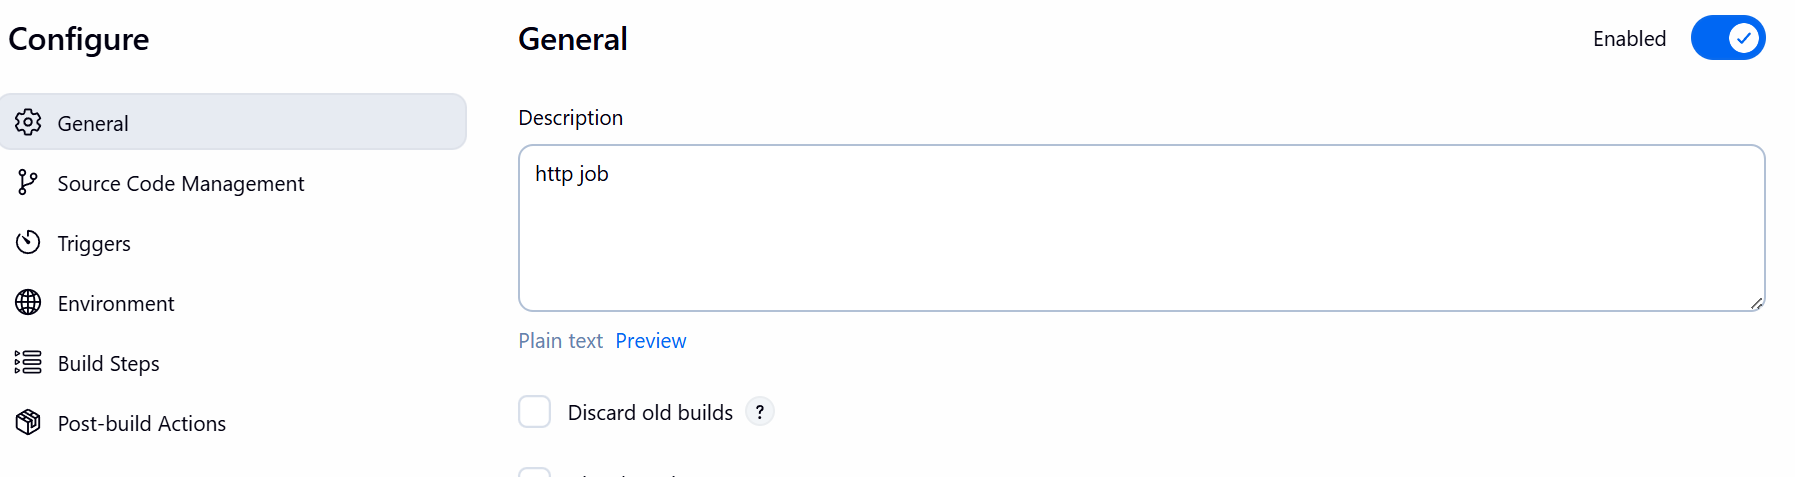 Configure
General
Source Code Management
Triggers
Environment
Build Steps
Post-build Actions
General
Enabled
Description
http job
Plain text Preview
Discard old builds ?